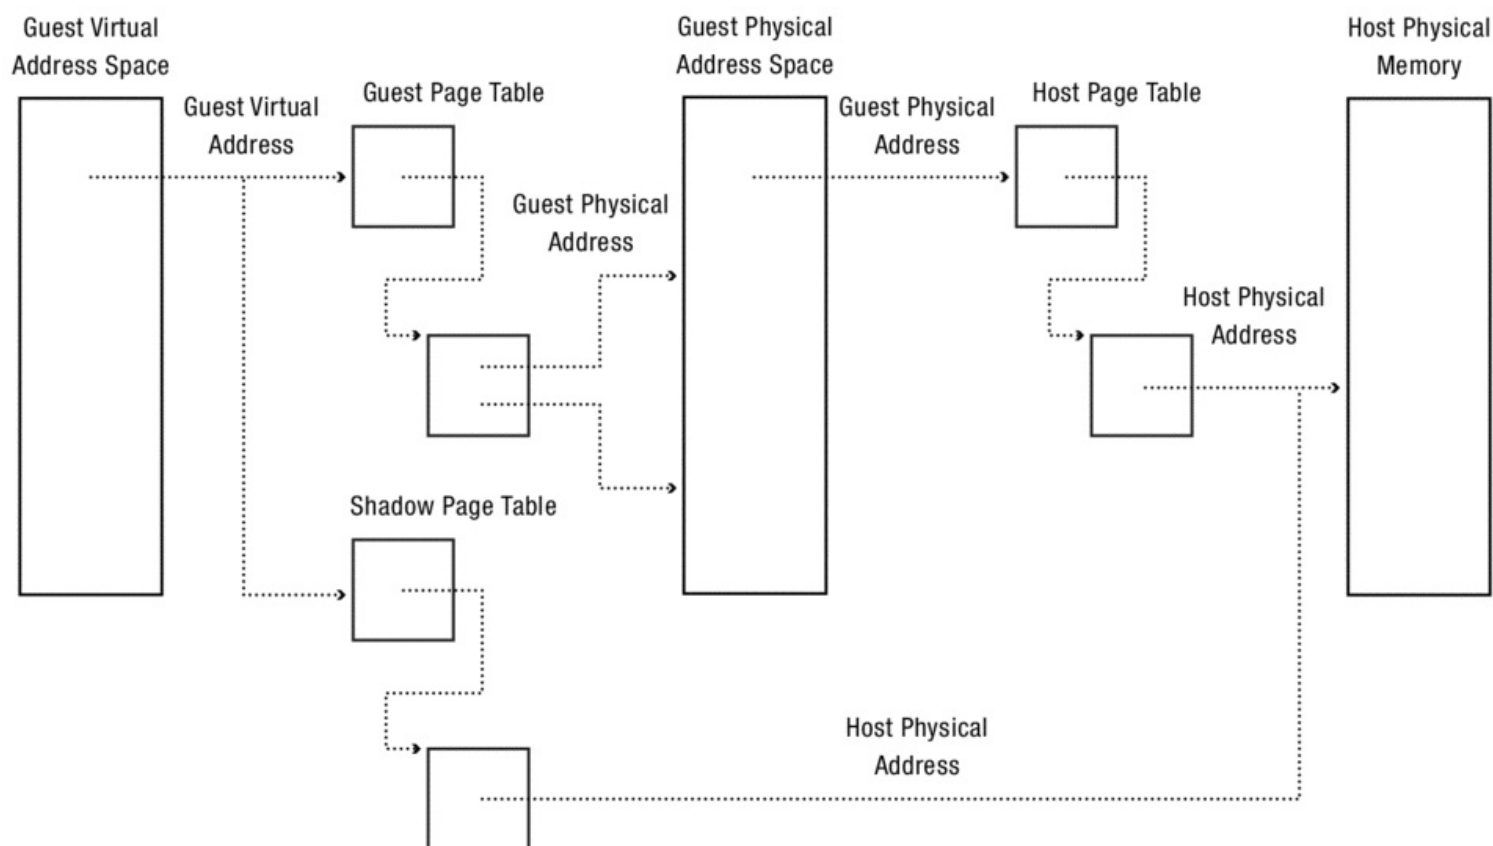 Guest Virtual
Address Space
Guest Physical
Address Space
Host Physical
Memory
Guest Virtual
Address
Guest Page Table
Guest Physical
Address
Host Page Table
Guest Physical
Address
Host Physical
Address
Shadow Page Table
Host Physical
Address